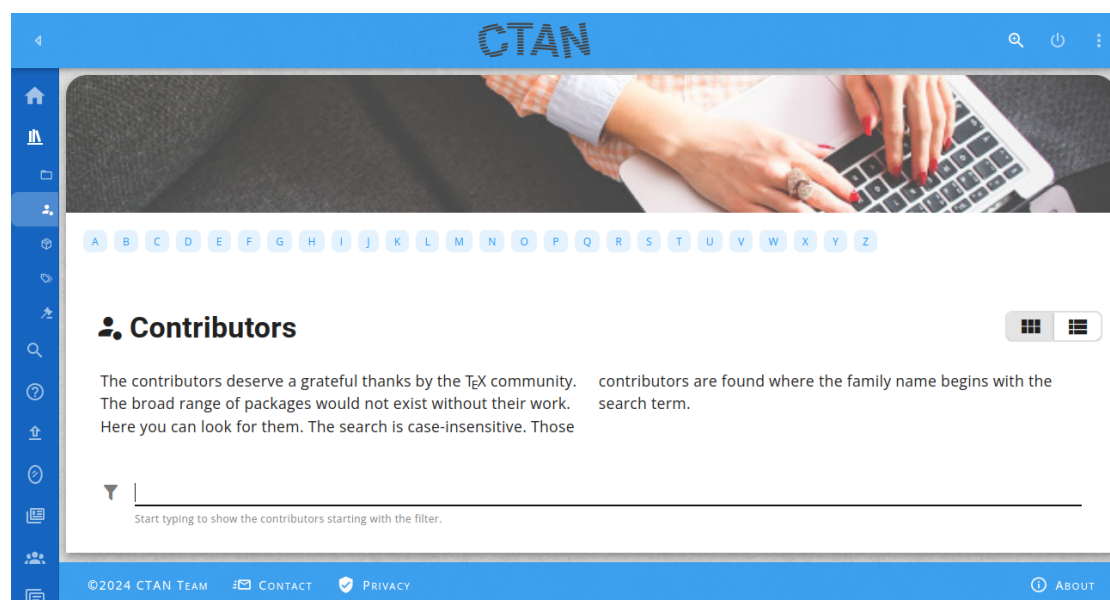 CTAN
A B C D E F G H I J K L M N O P Q R S T U V W X Y Z
Contributors
The contributors deserve a grateful thanks by the TEX community.
The broad range of packages would not exist without their work.
Here you can look for them. The search is case-insensitive. Those
contributors are found where the family name begins with the
search term.
Start typing to show the contributors starting with the filter.
©2024 CTAN Team Contact Privacy About